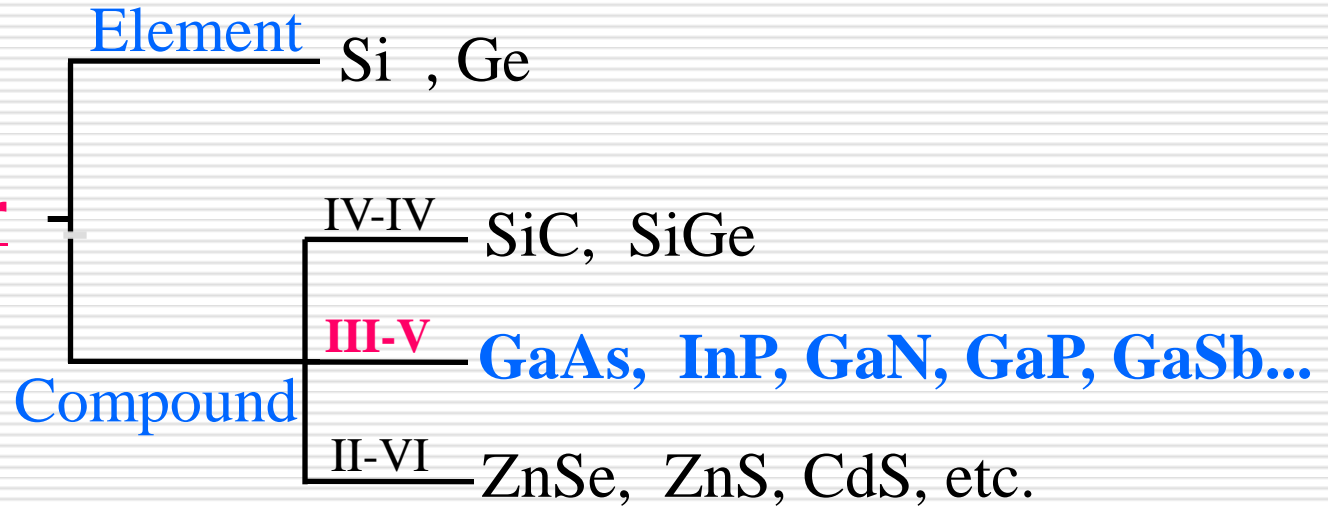 Element
Si , Ge
IV-IV
SiC, SiGe
III-V
GaAs, InP, GaN, GaP, GaSb...
Compound
II-VI
ZnSe, ZnS, CdS, etc.